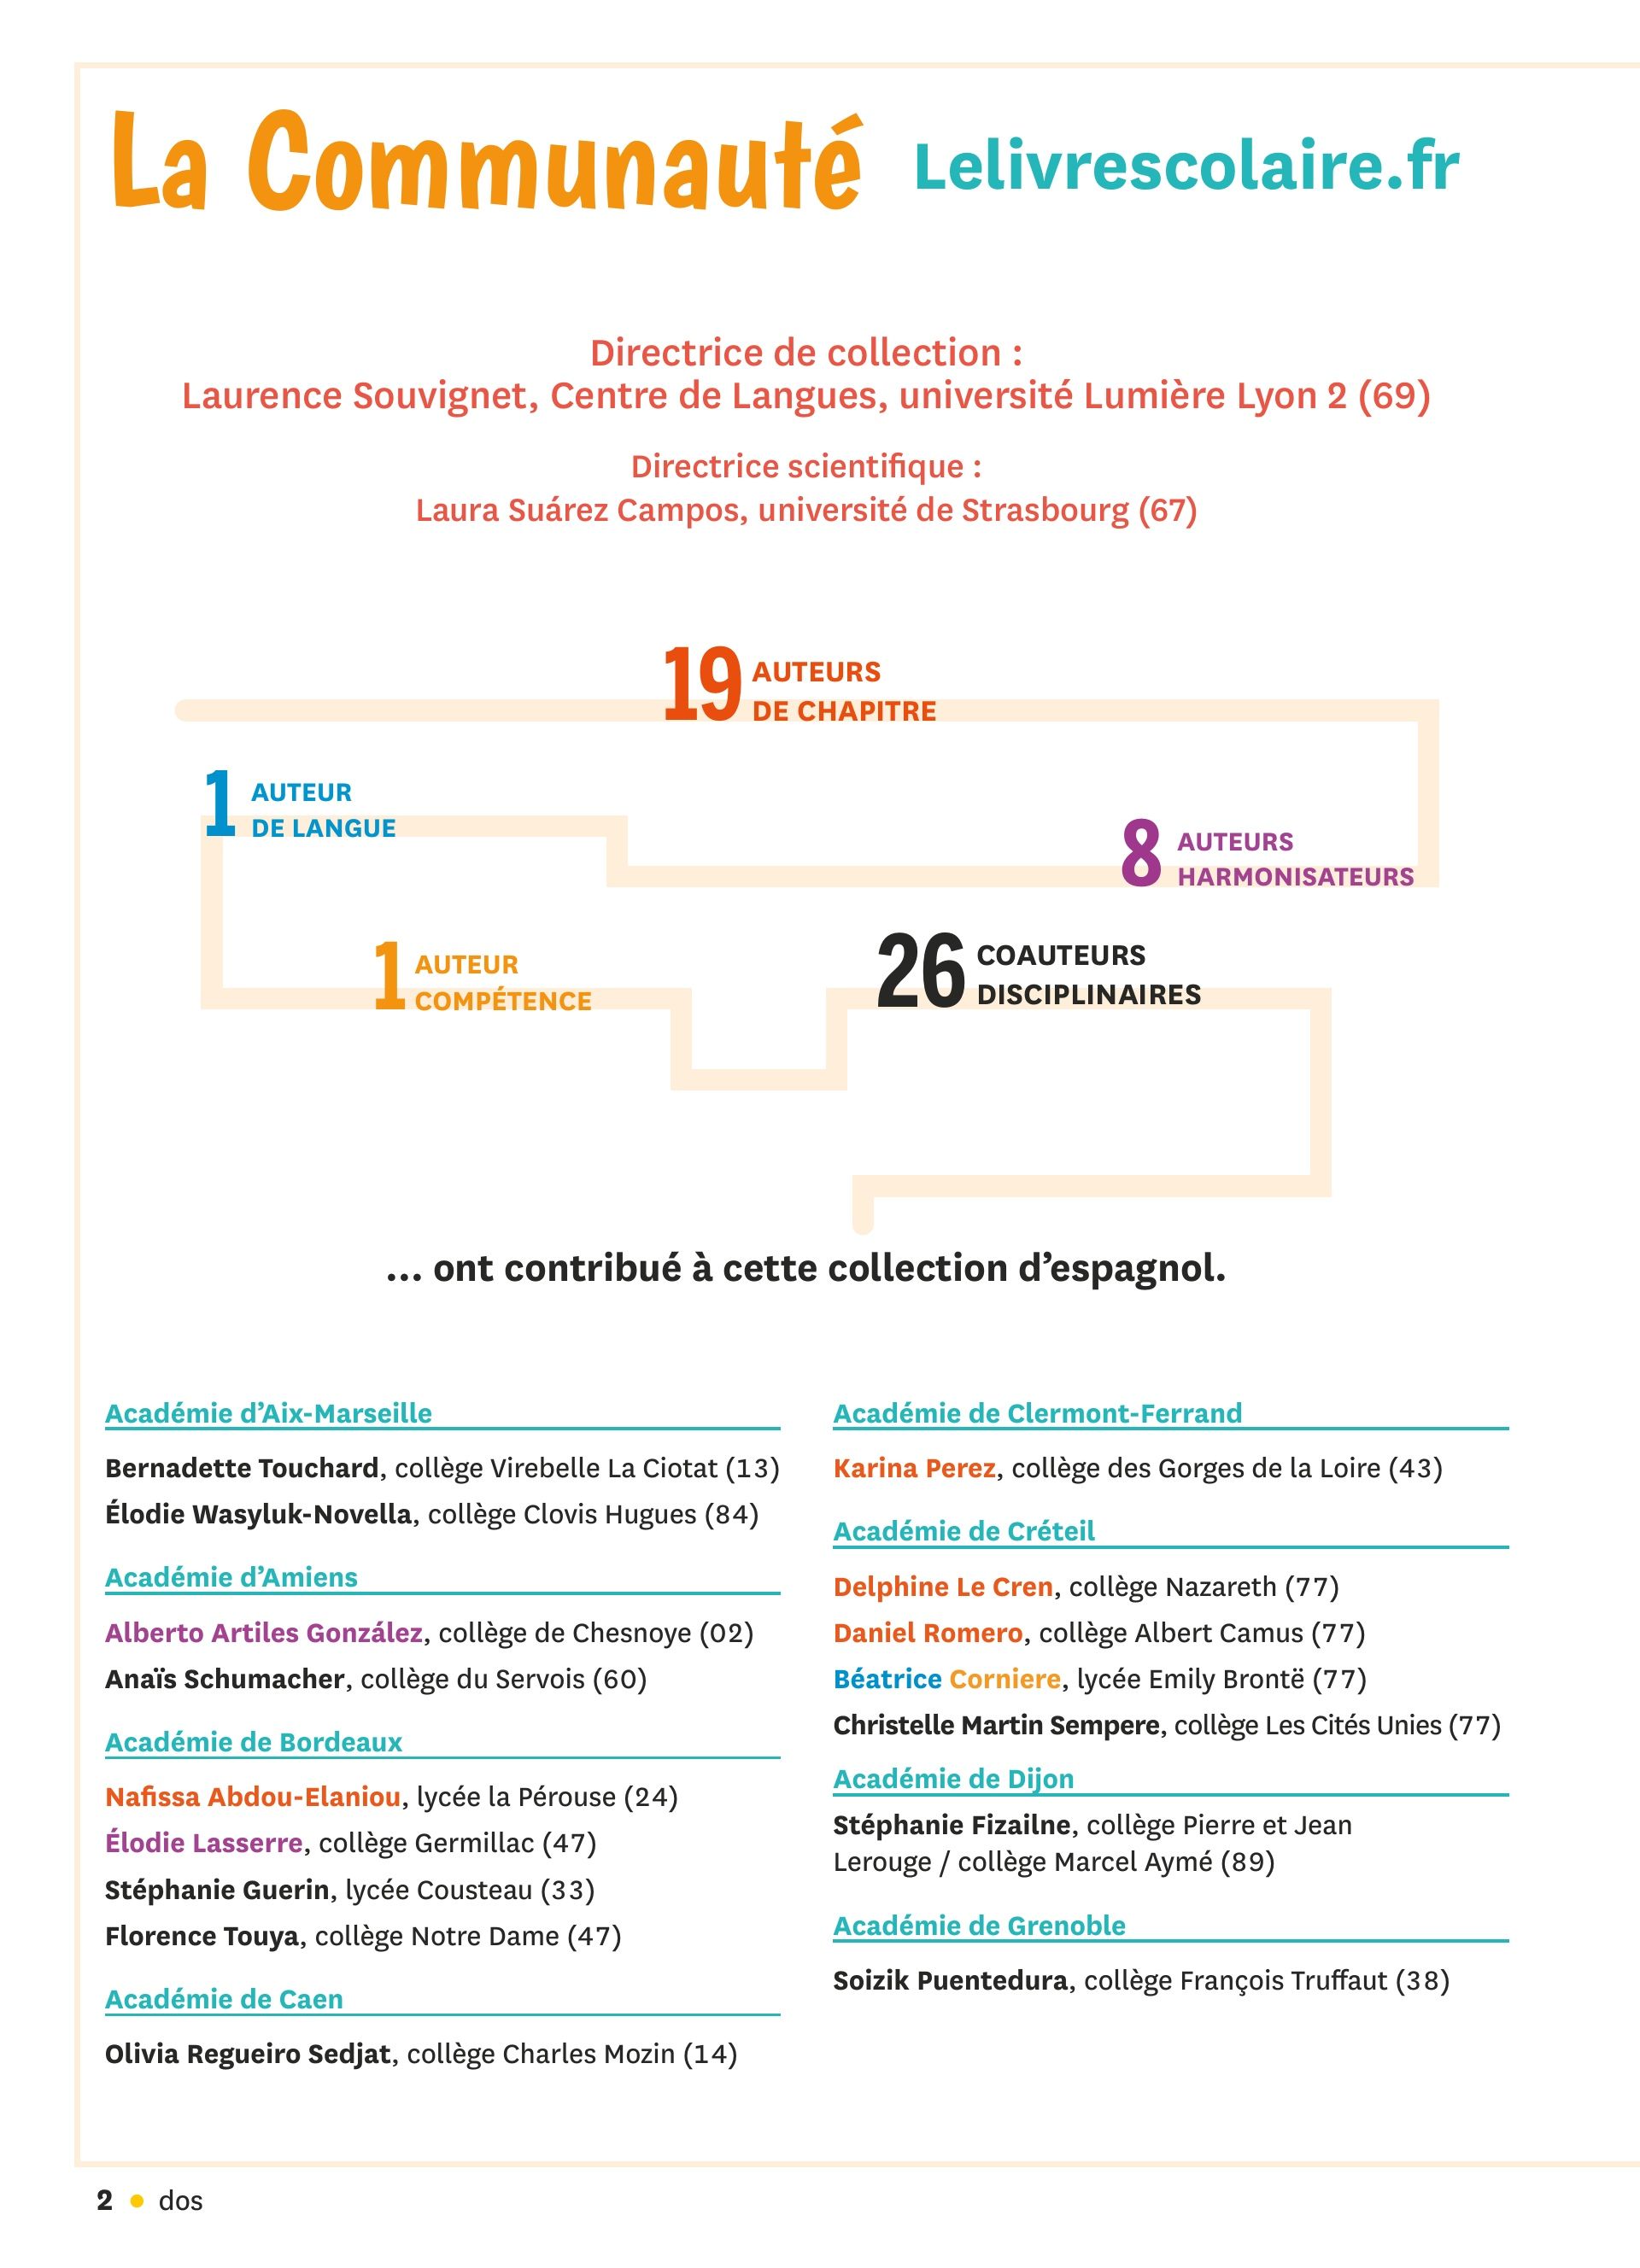 La Communauté Lelivrescolaire.fr
Directrice de collection :
Laurence Souvignet, Centre de Langues, université Lumière Lyon 2 (69)
Directrice scientifique :
Laura Suárez Campos, université de Strasbourg (67)
19 AUTEURS
DE CHAPITRE
1 AUTEUR
DE LANGUE
8 AUTEURS
HARMONISATEURS
1 AUTEUR
COMPÉTENCE
26 COAUTEURS
DISCIPLINAIRES
... ont contribué à cette collection d’espagnol.
Académie d’Aix-Marseille
Bernadette Touchard, collège Virebelle La Ciotat (13)
Élodie Wasyluk-Novella, collège Clovis Hugues (84)
Académie d’Amiens
Alberto Artiles González, collège de Chesnoye (02)
Anaïs Schumacher, collège du Servois (60)
Académie de Bordeaux
Nafissa Abdou-Elaniou, lycée la Pérouse (24)
Élodie Lasserre, collège Germillac (47)
Stéphanie Guerin, lycée Cousteau (33)
Florence Touya, collège Notre Dame (47)
Académie de Caen
Olivia Regueiro Sedjat, collège Charles Mozin (14)
Académie de Clermont-Ferrand
Karina Perez, collège des Gorges de la Loire (43)
Académie de Créteil
Delphine Le Cren, collège Nazareth (77)
Daniel Romero, collège Albert Camus (77)
Béatrice Corniere, lycée Emily Brontë (77)
Christelle Martin Sempere, collège Les Cités Unies (77)
Académie de Dijon
Stéphanie Fizailne, collège Pierre et Jean
Lerouge / collège Marcel Aymé (89)
Académie de Grenoble
Soizik Puentedura, collège François Truffaut (38)
2 • dos